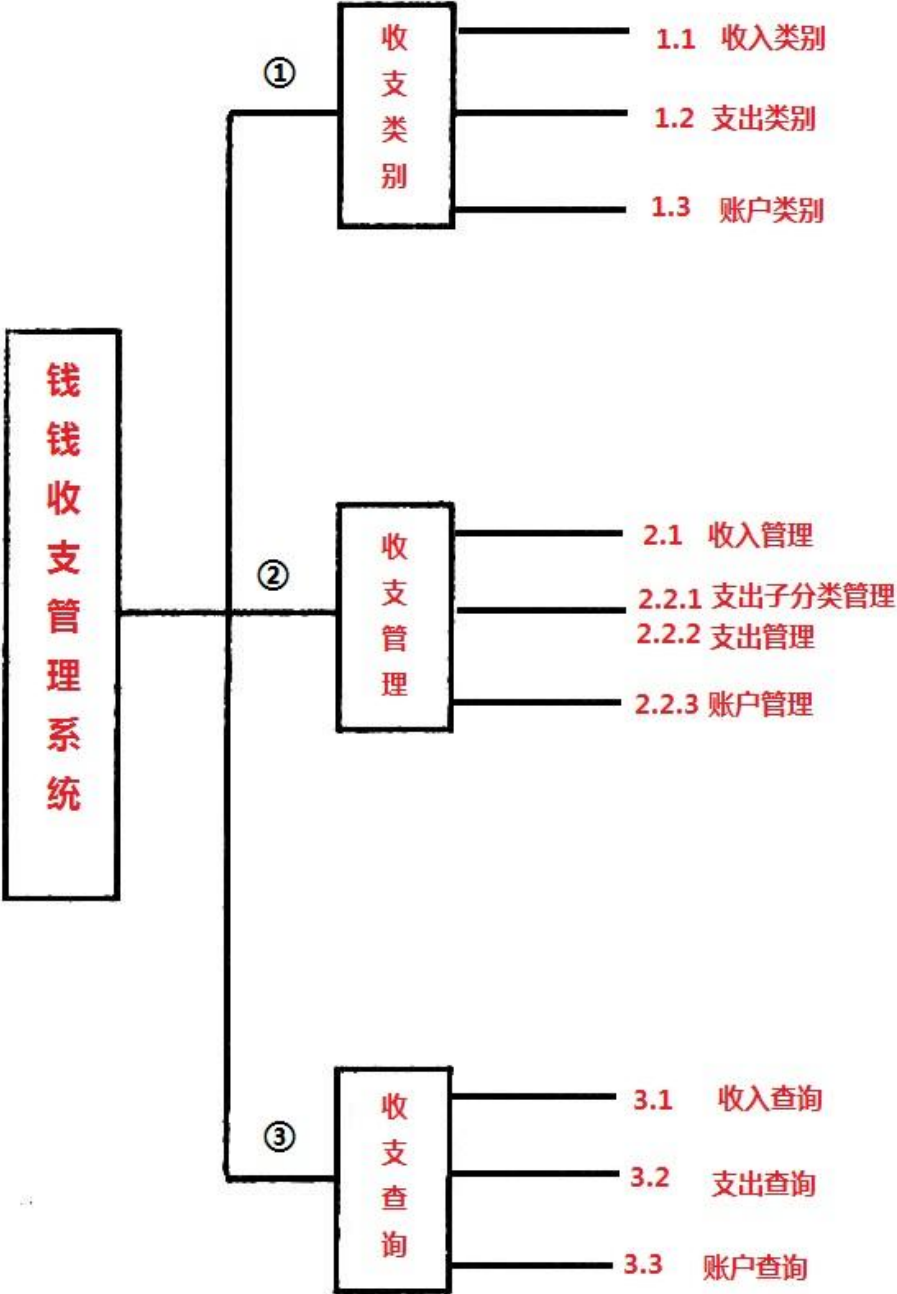 钱钱收支管理系统
①
收支类别
1.1 收入类别
1.2 支出类别
1.3 账户类别
②
收支管理
2.1 收入管理
2.2.1 支出子分类管理
2.2.2 支出管理
2.2.3 账户管理
③
收支查询
3.1 收入查询
3.2 支出查询
3.3 账户查询